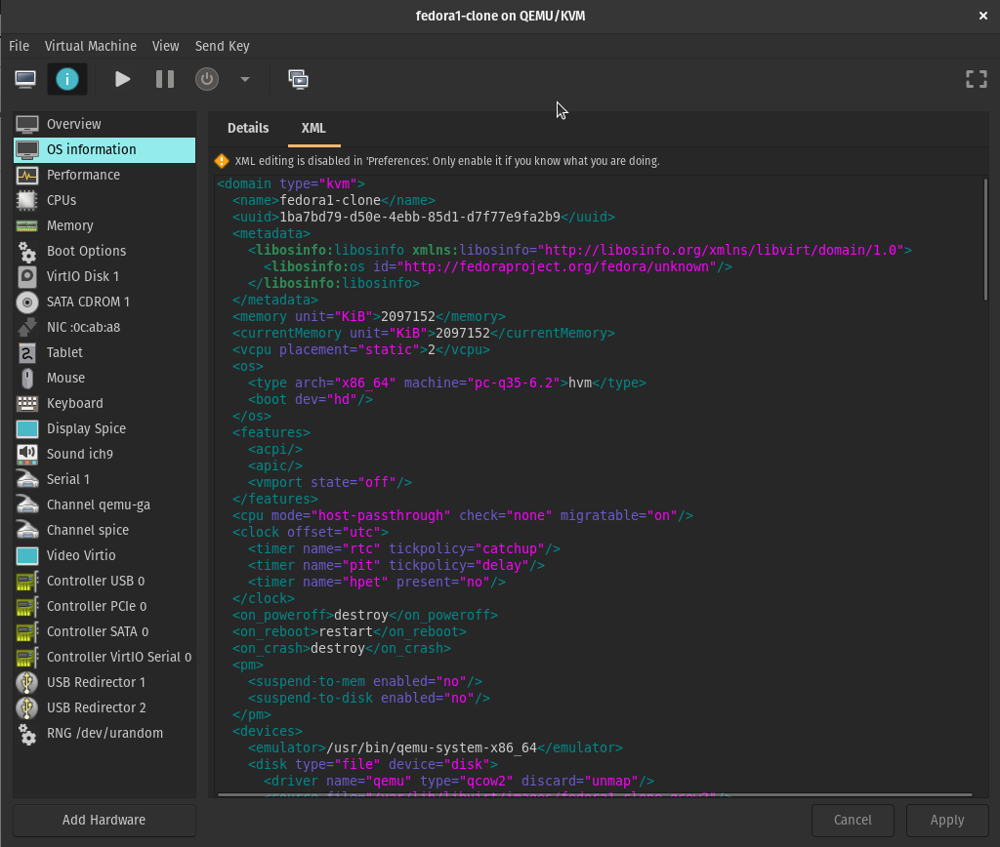 fedora1-clone on QEMU/KVM
File Virtual Machine View Send Key
Overview
OS information
Performance
CPUs
Memory
Boot Options
VirtIO Disk 1
SATA CDROM 1
NIC :0c:ab:a8
Tablet
Mouse
Keyboard
Display Spice
Sound ich9
Serial 1
Channel qemu-ga
Channel spice
Video Virtio
Controller USB 0
Controller PCIe 0
Controller SATA 0
Controller VirtIO Serial 0
USB Redirector 1
USB Redirector 2
RNG /dev/urandom
Add Hardware
Details XML
XML editing is disabled in 'Preferences'. Only enable it if you know what you are doing.
<domain type="kvm">
  <name>fedora1-clone</name>
  <uuid>1ba7bd79-d50e-4ebb-85d1-d7f77e9fa2b9</uuid>
  <metadata>
    <libosinfo:libosinfo xmlns:libosinfo="http://libosinfo.org/xmlns/libvirt/domain/1.0">
      <libosinfo:os id="http://fedoraproject.org/fedora/unknown"/>
    </libosinfo:libosinfo>
  </metadata>
  <memory unit="KiB">2097152</memory>
  <currentMemory unit="KiB">2097152</currentMemory>
  <vcpu placement="static">2</vcpu>
  <os>
    <type arch="x86_64" machine="pc-q35-6.2">hvm</type>
    <boot dev="hd"/>
  </os>
  <features>
    <acpi/>
    <apic/>
    <vmport state="off"/>
  </features>
  <cpu mode="host-passthrough" check="none" migratable="on"/>
  <clock offset="utc">
    <timer name="rtc" tickpolicy="catchup"/>
    <timer name="pit" tickpolicy="delay"/>
    <timer name="hpet" present="no"/>
  </clock>
  <on_poweroff>destroy</on_poweroff>
  <on_reboot>restart</on_reboot>
  <on_crash>destroy</on_crash>
  <pm>
    <suspend-to-mem enabled="no"/>
    <suspend-to-disk enabled="no"/>
  </pm>
  <devices>
    <emulator>/usr/bin/qemu-system-x86_64</emulator>
    <disk type="file" device="disk">
      <driver name="qemu" type="qcow2" discard="unmap"/>
Cancel Apply